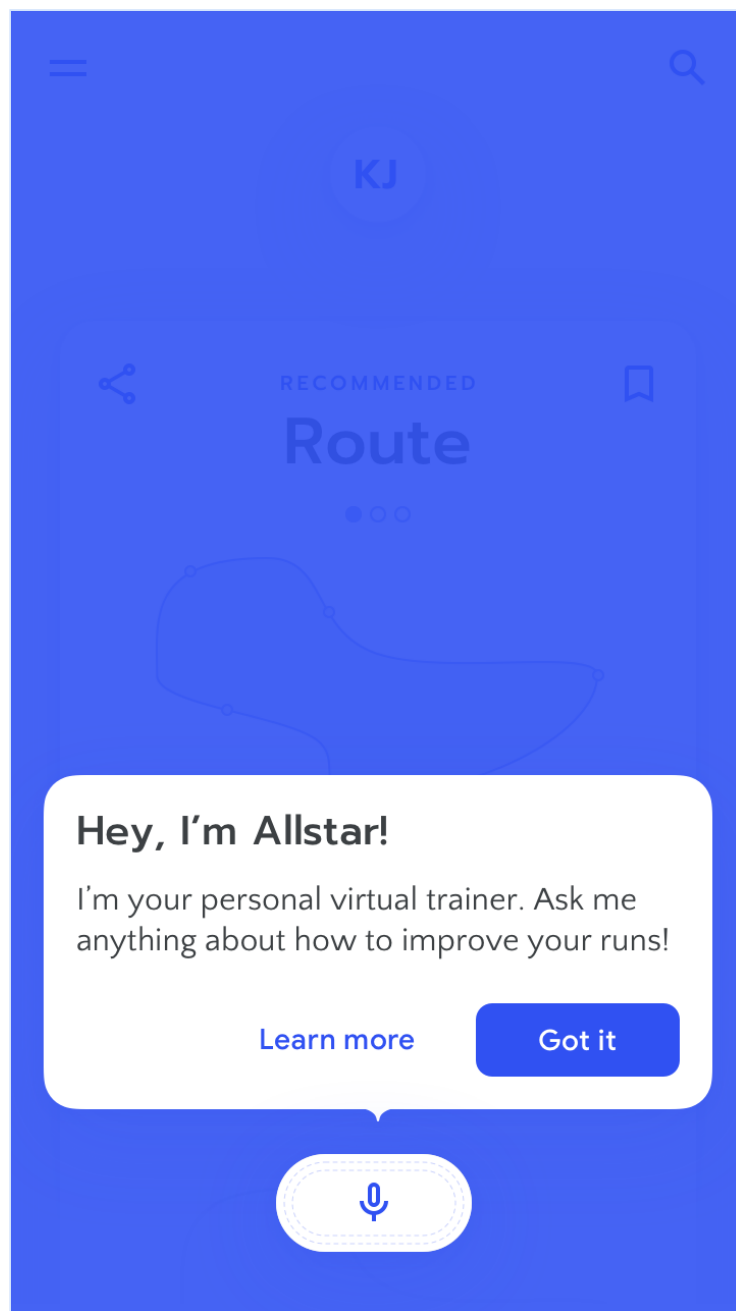 KJ
RECOMMENDED
Route
Hey, I’m Allstar!
I’m your personal virtual trainer. Ask me
anything about how to improve your runs!
Learn more
Got it